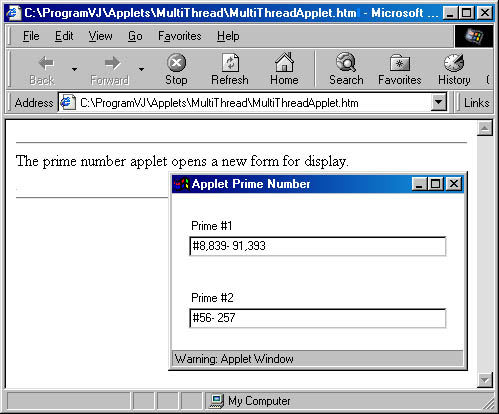 C:\ProgramVJ\Applets\MultiThread\MultiThreadApplet.htm - Microsoft ...
File Edit View Go Favorites Help
Back Forward Stop Refresh Home Search Favorites History
Address C:\ProgramVJ\Applets\MultiThread\MultiThreadApplet.htm Links
The prime number applet opens a new form for display.
Applet Prime Number
Prime #1
#8,839- 91,393
Prime #2
#56- 257
Warning: Applet Window
My Computer